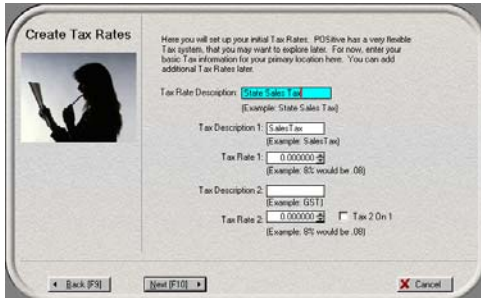 Create Tax Rates
Here you will set up your initial Tax Rates. POSitive has a very flexible
Tax system, that you may want to explore later. For now, enter your
basic Tax information for your primary location here. You can add
additional Tax Rates later.
Tax Rate Description: State Sales Tax
(Example: State Sales Tax)
Tax Description 1: SalesTax
(Example: SalesTax)
Tax Rate 1: 0.000000
(Example: 8% would be .08)
Tax Description 2:
(Example: GST)
Tax Rate 2: 0.000000 Tax 2 On 1
(Example: 8% would be .08)
Back [F9] Next [F10] Cancel